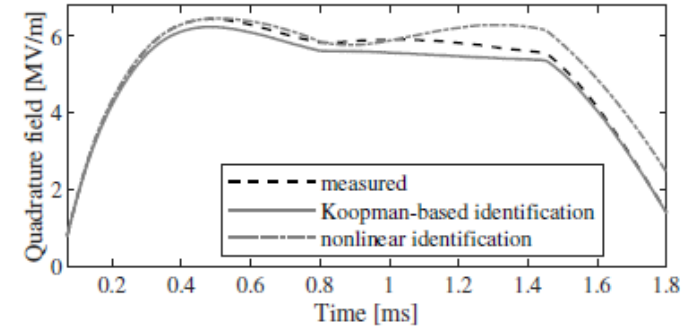 Quadrature field [MV/m]
6
4
2
0
measured
Koopman-based identification
nonlinear identification
0.2 0.4 0.6 0.8 1 1.2 1.4 1.6 1.8
Time [ms]